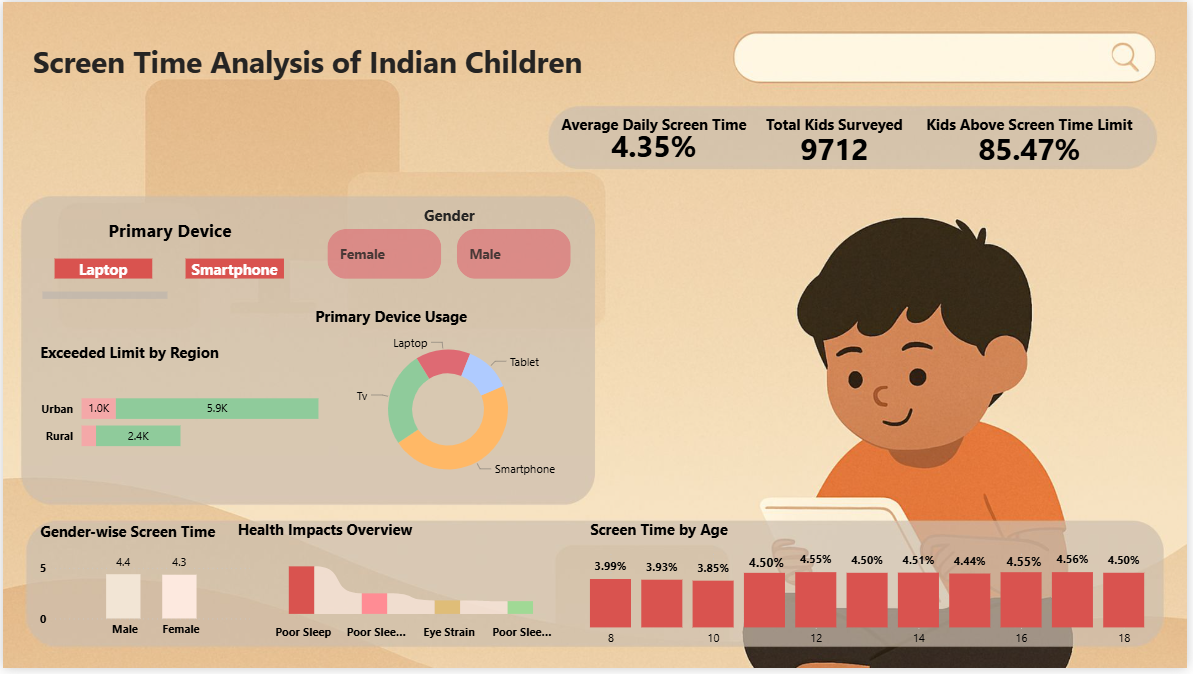 Screen Time Analysis of Indian Children
Average Daily Screen Time
4.35%
Total Kids Surveyed
9712
Kids Above Screen Time Limit
85.47%
Primary Device
Laptop
Smartphone
Gender
Female
Male
Exceeded Limit by Region
Urban 1.0K 5.9K
Rural 2.4K
Primary Device Usage
Laptop
Tablet
Tv
Smartphone
Gender-wise Screen Time
5
0
4.4
4.3
Male
Female
Health Impacts Overview
Poor Sleep
Poor Slee...
Eye Strain
Poor Slee...
Screen Time by Age
3.99% 3.93% 3.85% 4.50% 4.55% 4.50% 4.51% 4.44% 4.55% 4.56% 4.50%
8 10 12 14 16 18